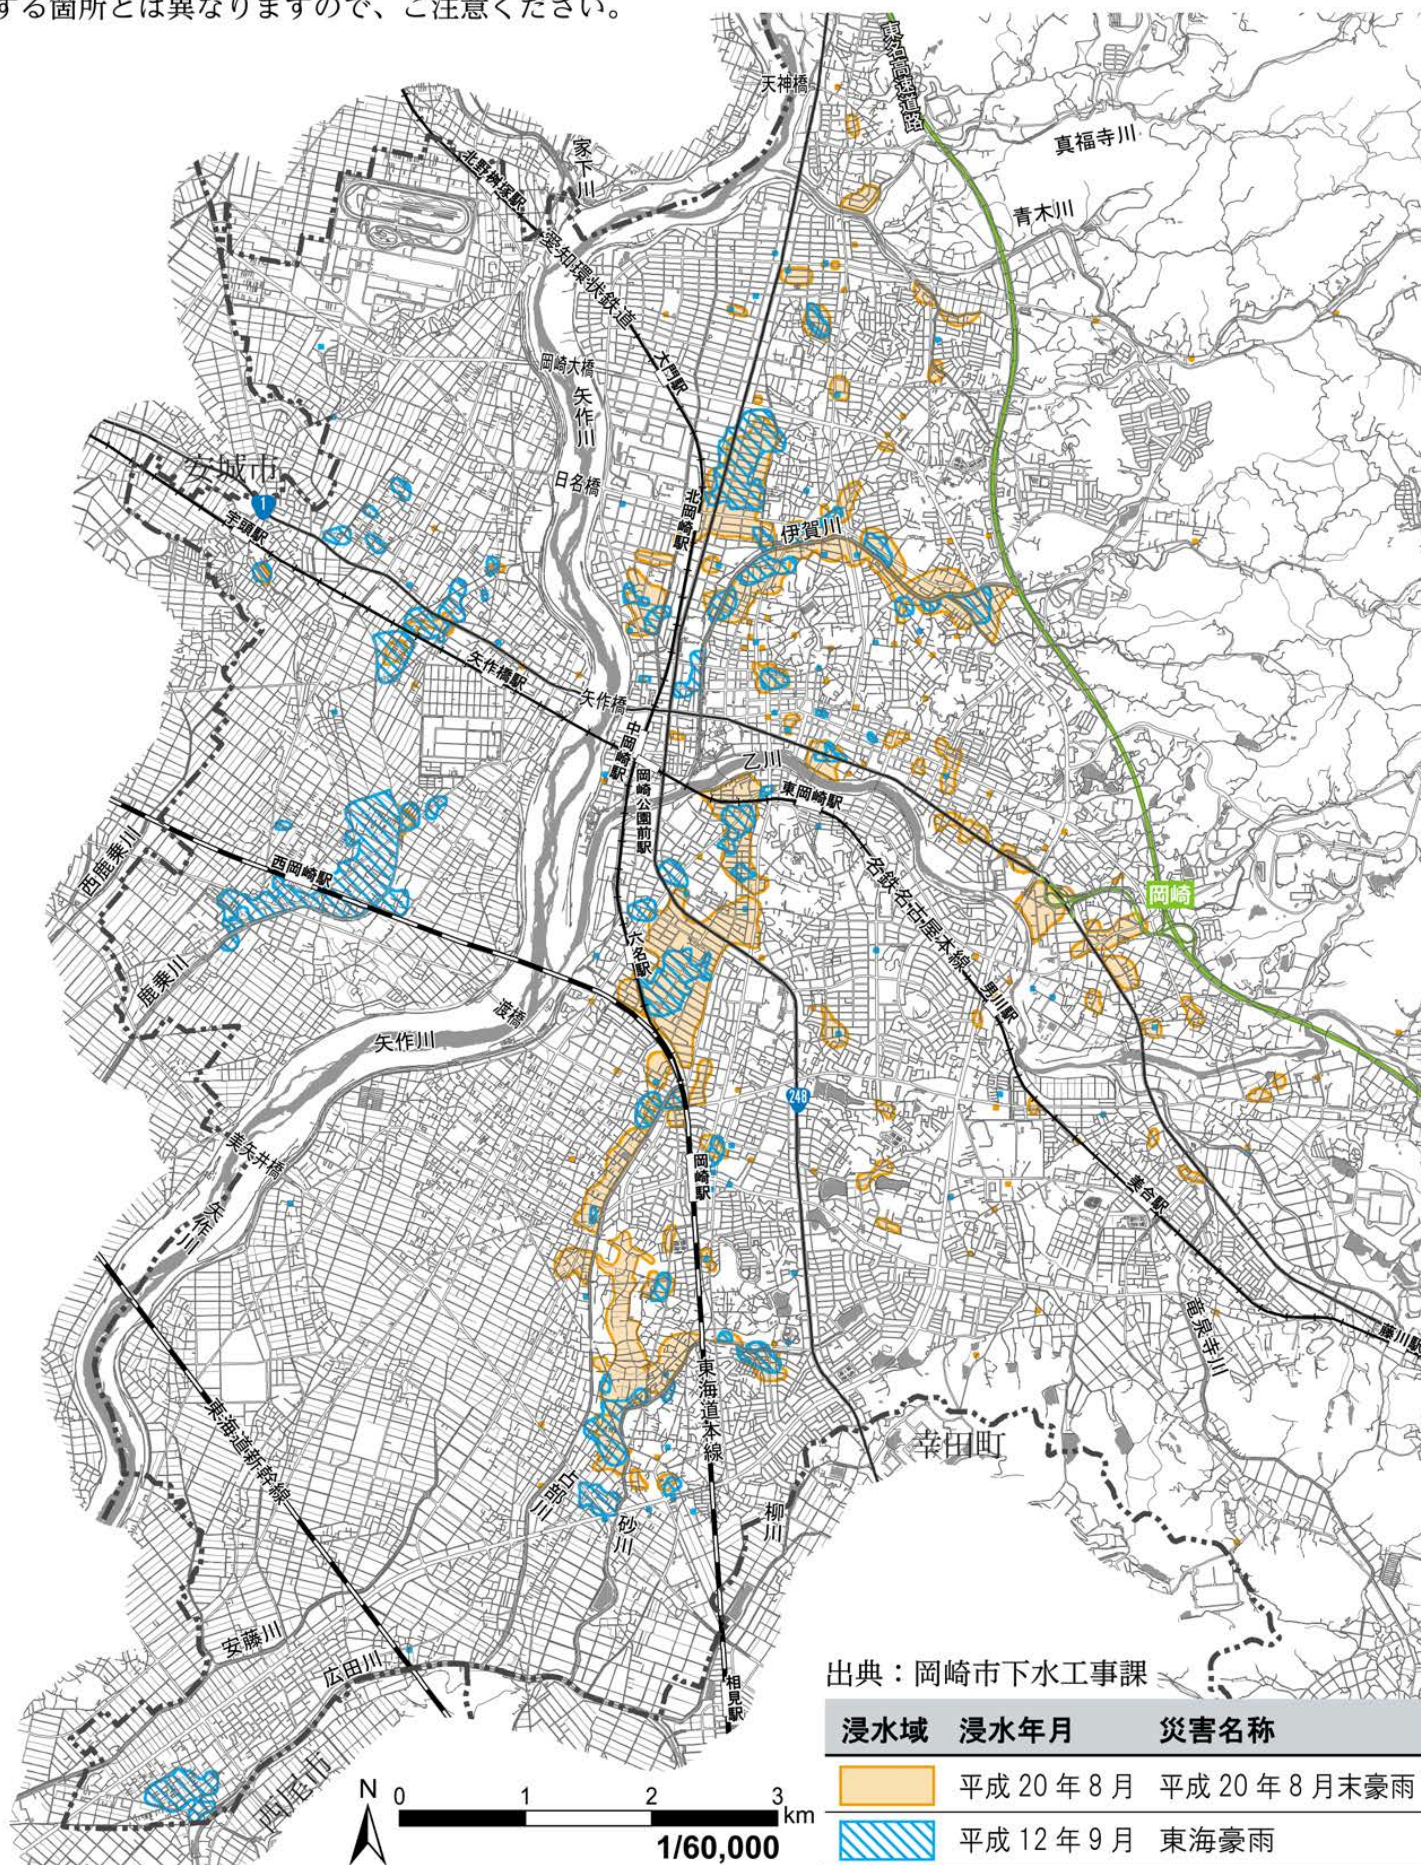 する箇所とは異なりますので、ご注意ください。
天神橋
東名高速道路
真福寺川
家下川
北野桝塚駅
青木川
愛知環状鉄道
大門駅
岡崎大橋
矢作川
安城市
日名橋
1
宇頭駅
北岡崎駅
伊賀川
矢作橋駅
矢作橋
中岡崎駅
乙川
岡崎公園前駅
東岡崎駅
西鹿乗川
西岡崎駅
名鉄名古屋本線
岡崎
六名駅
鹿乗川
男川駅
渡橋
矢作川
248
美矢井橋
岡崎駅
美合駅
矢作川
竜泉寺川
藤川駅
東海道本線
東海道新幹線
幸田町
占部川
砂川
柳川
安藤川
広田川
相見駅
西尾市
出典：岡崎市下水工事課
浸水域 浸水年月 災害名称
平成 20 年 8 月 平成 20 年 8 月末豪雨
平成 12 年 9 月 東海豪雨
N
0 1 2 3 km
1/60,000